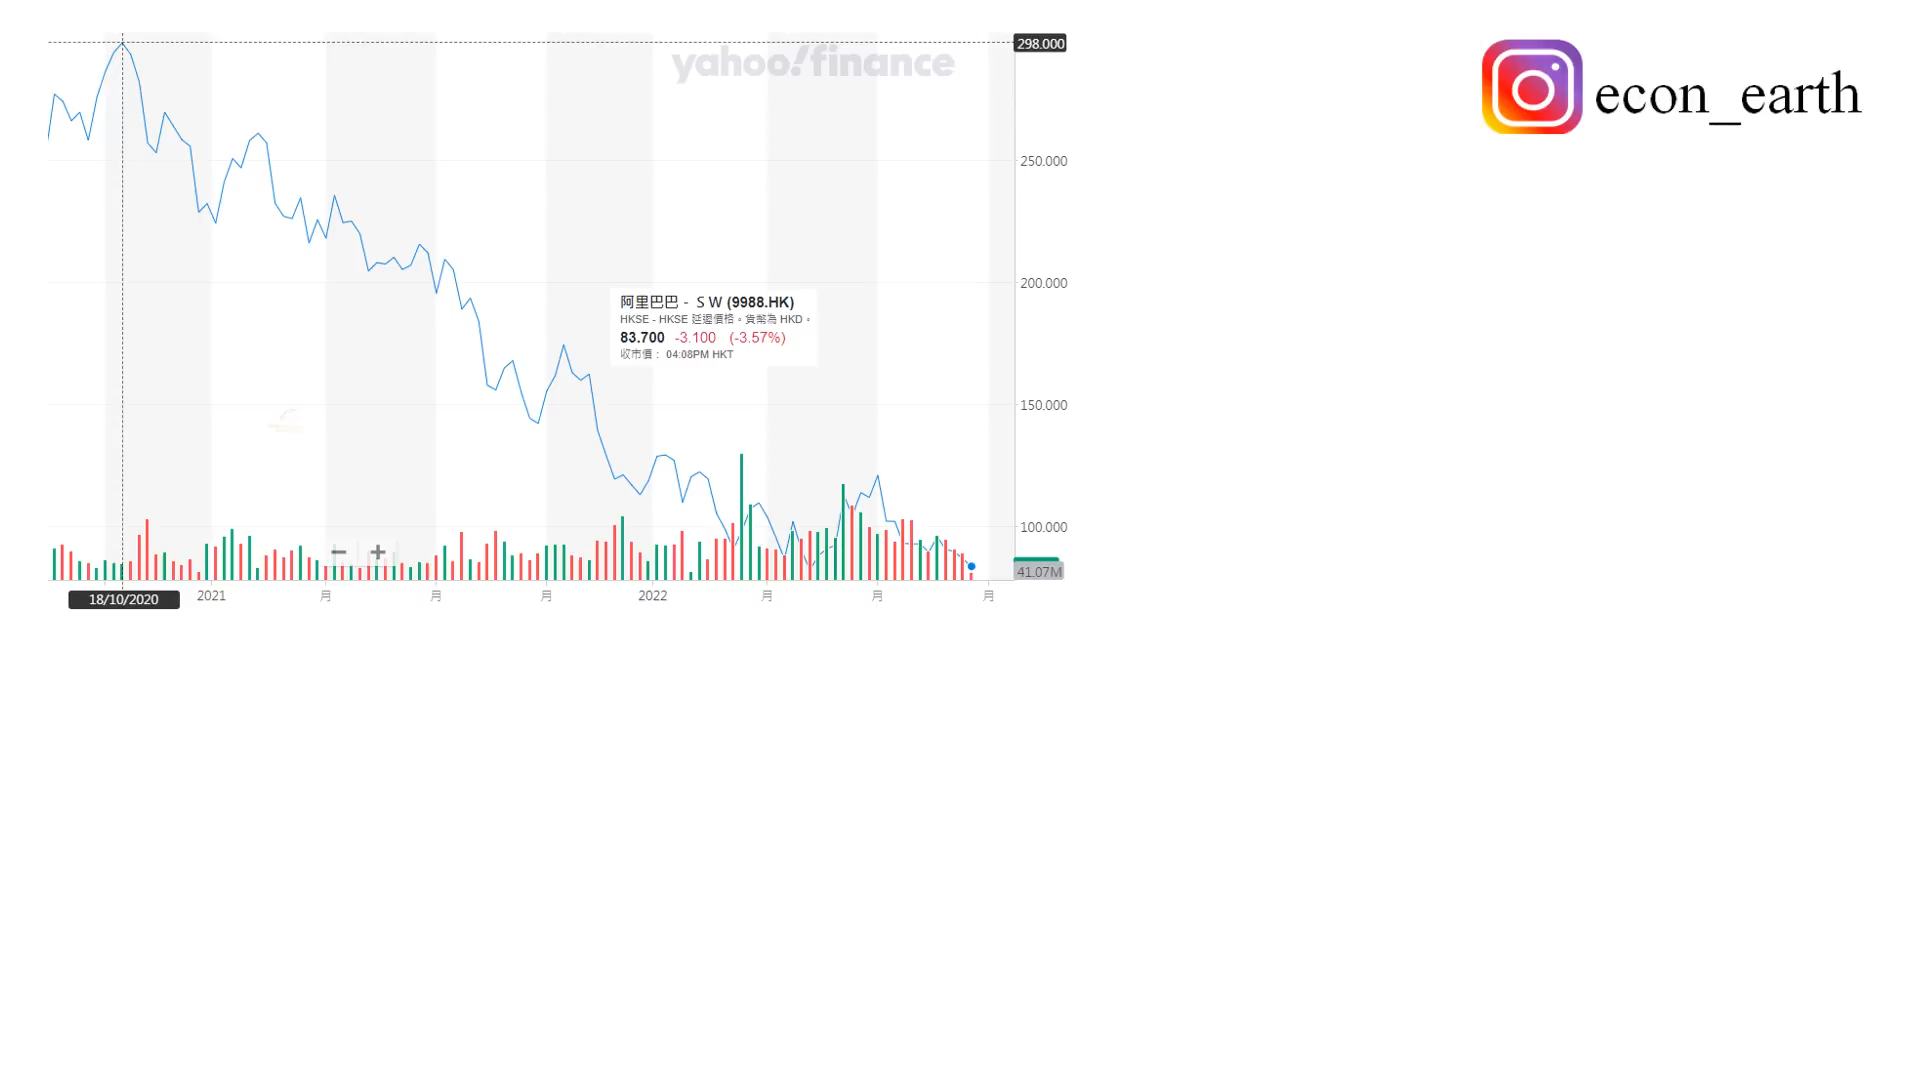 yahoo!finance
298.000
econ_earth
250.000
200.000
阿里巴巴 - ＳＷ (9988.HK)
HKSE - HKSE 延遲價格。貨幣為 HKD。
83.700 -3.100 (-3.57%)
收市價： 04:08PM HKT
150.000
100.000
41.07M
18/10/2020 2021 月 月 月 2022 月 月 月